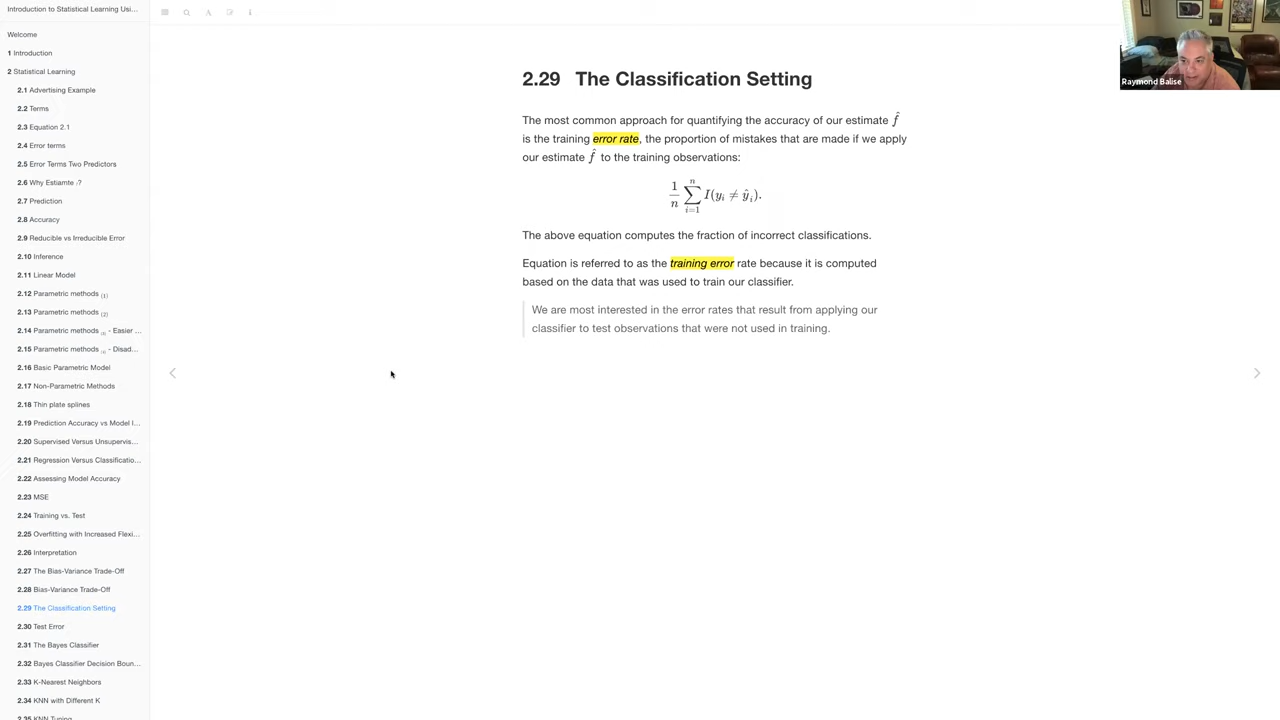 Introduction to Statistical Learning Usi...
Welcome
1 Introduction
2 Statistical Learning
2.1 Advertising Example
2.2 Terms
2.3 Equation 2.1
2.4 Error terms
2.5 Error Terms Two Predictors
2.6 Why Estiamte ?
2.7 Prediction
2.8 Accuracy
2.9 Reducible vs Irreducible Error
2.10 Inference
2.11 Linear Model
2.12 Parametric methods (1)
2.13 Parametric methods (2)
2.14 Parametric methods - Easier ...
2.15 Parametric methods - Disad...
2.16 Basic Parametric Model
2.17 Non-Parametric Methods
2.18 Thin plate splines
2.19 Prediction Accuracy vs Model I...
2.20 Supervised Versus Unsupervis...
2.21 Regression Versus Classificatio...
2.22 Assessing Model Accuracy
2.23 MSE
2.24 Training vs. Test
2.25 Overfitting with Increased Flexi...
2.26 Interpretation
2.27 The Bias-Variance Trade-Off
2.28 Bias-Variance Trade-Off
2.29 The Classification Setting
2.30 Test Error
2.31 The Bayes Classifier
2.32 Bayes Classifier Decision Boun...
2.33 K-Nearest Neighbors
2.34 KNN with Different K
2.35 KNN Tuning
2.29 The Classification Setting
The most common approach for quantifying the accuracy of our estimate f̂
is the training error rate, the proportion of mistakes that are made if we apply
our estimate f̂ to the training observations:
1/n ∑_{i=1}^{n} I(y_i ≠ ŷ_i).
The above equation computes the fraction of incorrect classifications.
Equation is referred to as the training error rate because it is computed
based on the data that was used to train our classifier.
We are most interested in the error rates that result from applying our
classifier to test observations that were not used in training.
Raymond Balise